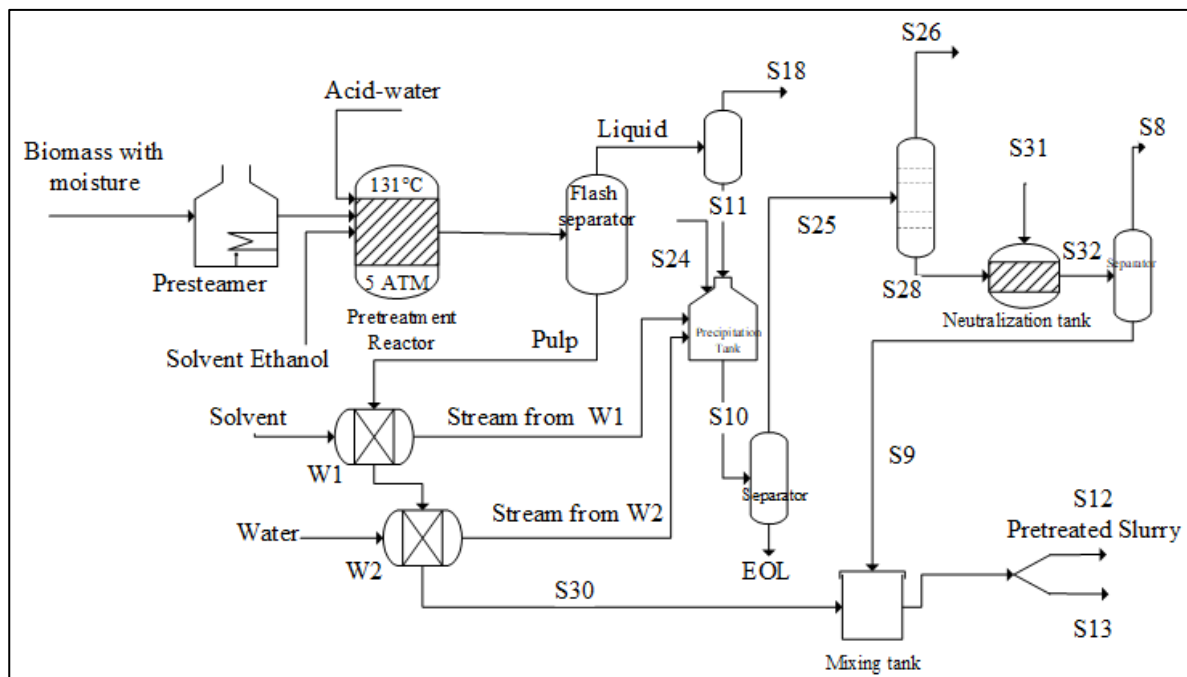 S26
S18
Acid-water
Liquid
S8
Biomass with
moisture
S31
131°C
Flash
separator
S11
S25
S24
S32
Separator
Presteamer
5 ATM
S28
Pretreatment
Reactor
Neutralization tank
Precipitation
Tank
Solvent Ethanol
Pulp
Solvent
Stream from W1
S10
S9
W1
Separator
S12
Stream from W2
Pretreated Slurry
Water
W2
EOL
S30
S13
Mixing tank